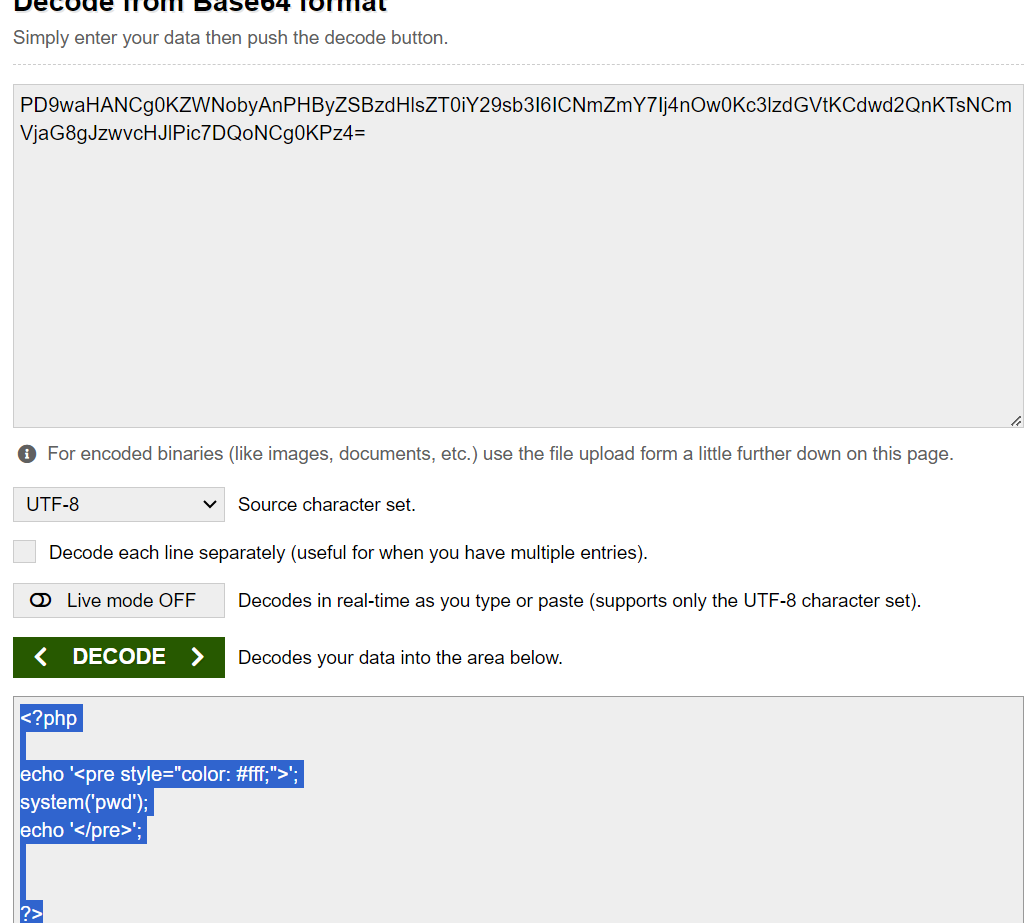 Decode from Base64 format
Simply enter your data then push the decode button.
PD9waHANCg0KZWNobyAnPHByZSBzdHlsZT0iY29sb3I6ICNmZmY7Ij4nOw0Kc3lzdGVtKCdwd2QnKTsNCm
VjaG8gJzwvcHJlPic7DQoNCg0KPz4=
For encoded binaries (like images, documents, etc.) use the file upload form a little further down on this page.
UTF-8 Source character set.
Decode each line separately (useful for when you have multiple entries).
Live mode OFF Decodes in real-time as you type or paste (supports only the UTF-8 character set).
< DECODE > Decodes your data into the area below.
<?php
echo '<pre style="color: #fff;">';
system('pwd');
echo '</pre>';
?>